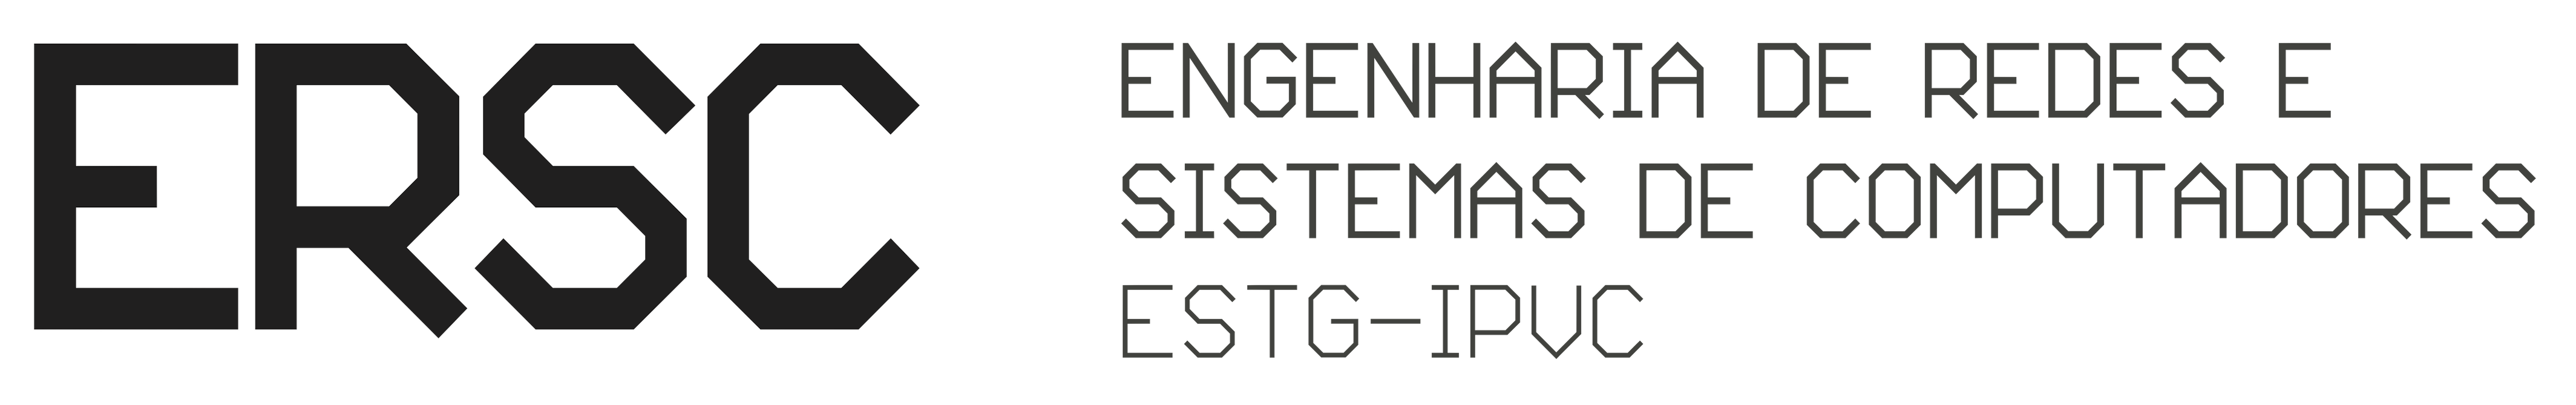 ERSC
ENGENHARIA DE REDES E
SISTEMAS DE COMPUTADORES
ESTG-IPVC